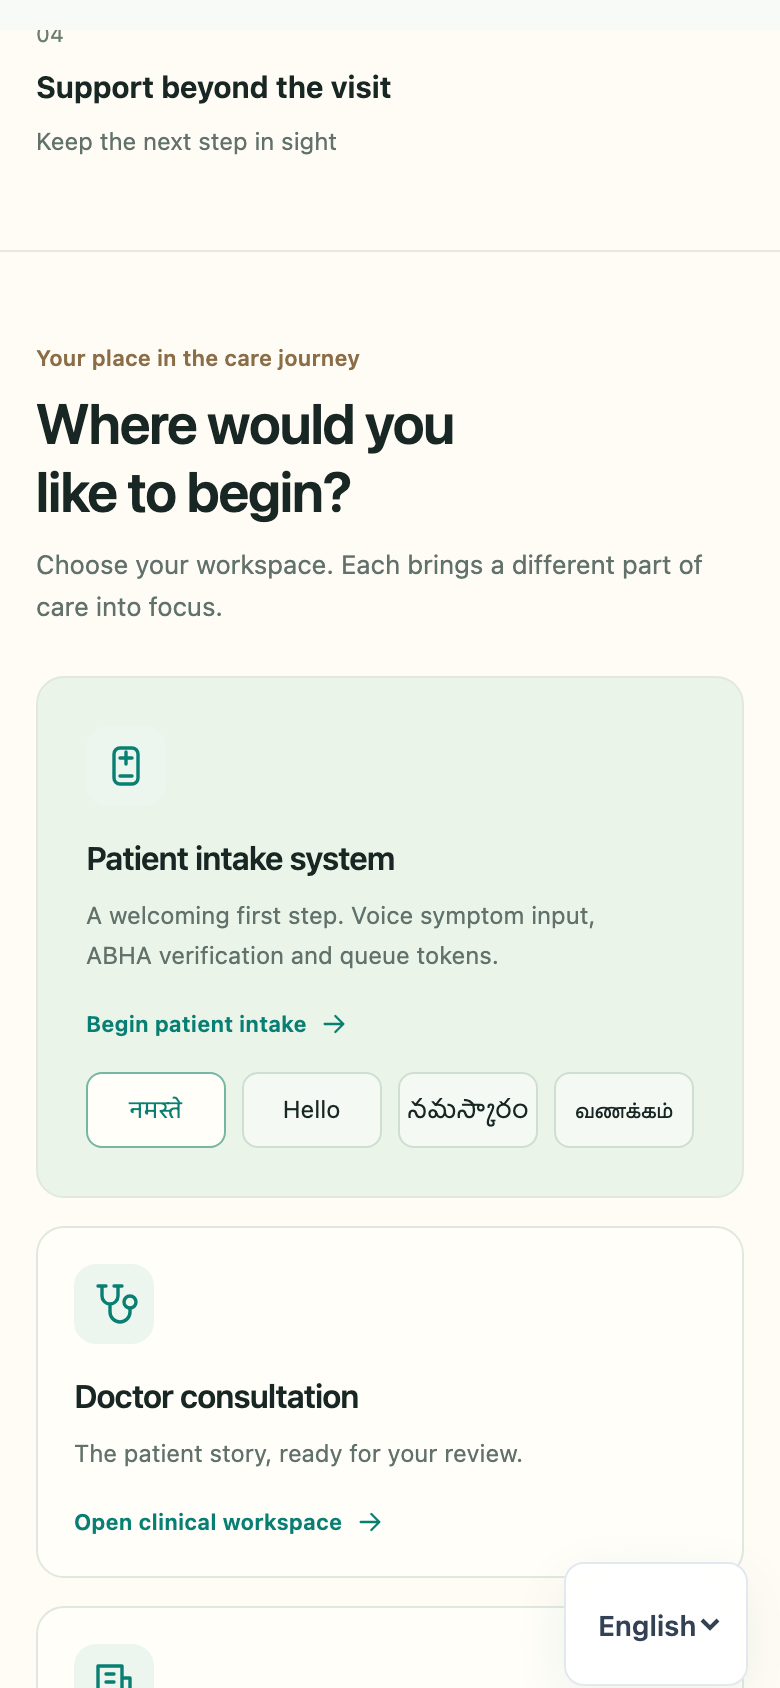 04
Support beyond the visit
Keep the next step in sight
Your place in the care journey
Where would you
like to begin?
Choose your workspace. Each brings a different part of
care into focus.
Patient intake system
A welcoming first step. Voice symptom input,
ABHA verification and queue tokens.
Begin patient intake →
नमस्ते Hello నమస్కారం வணக்கம்
Doctor consultation
The patient story, ready for your review.
Open clinical workspace →
English